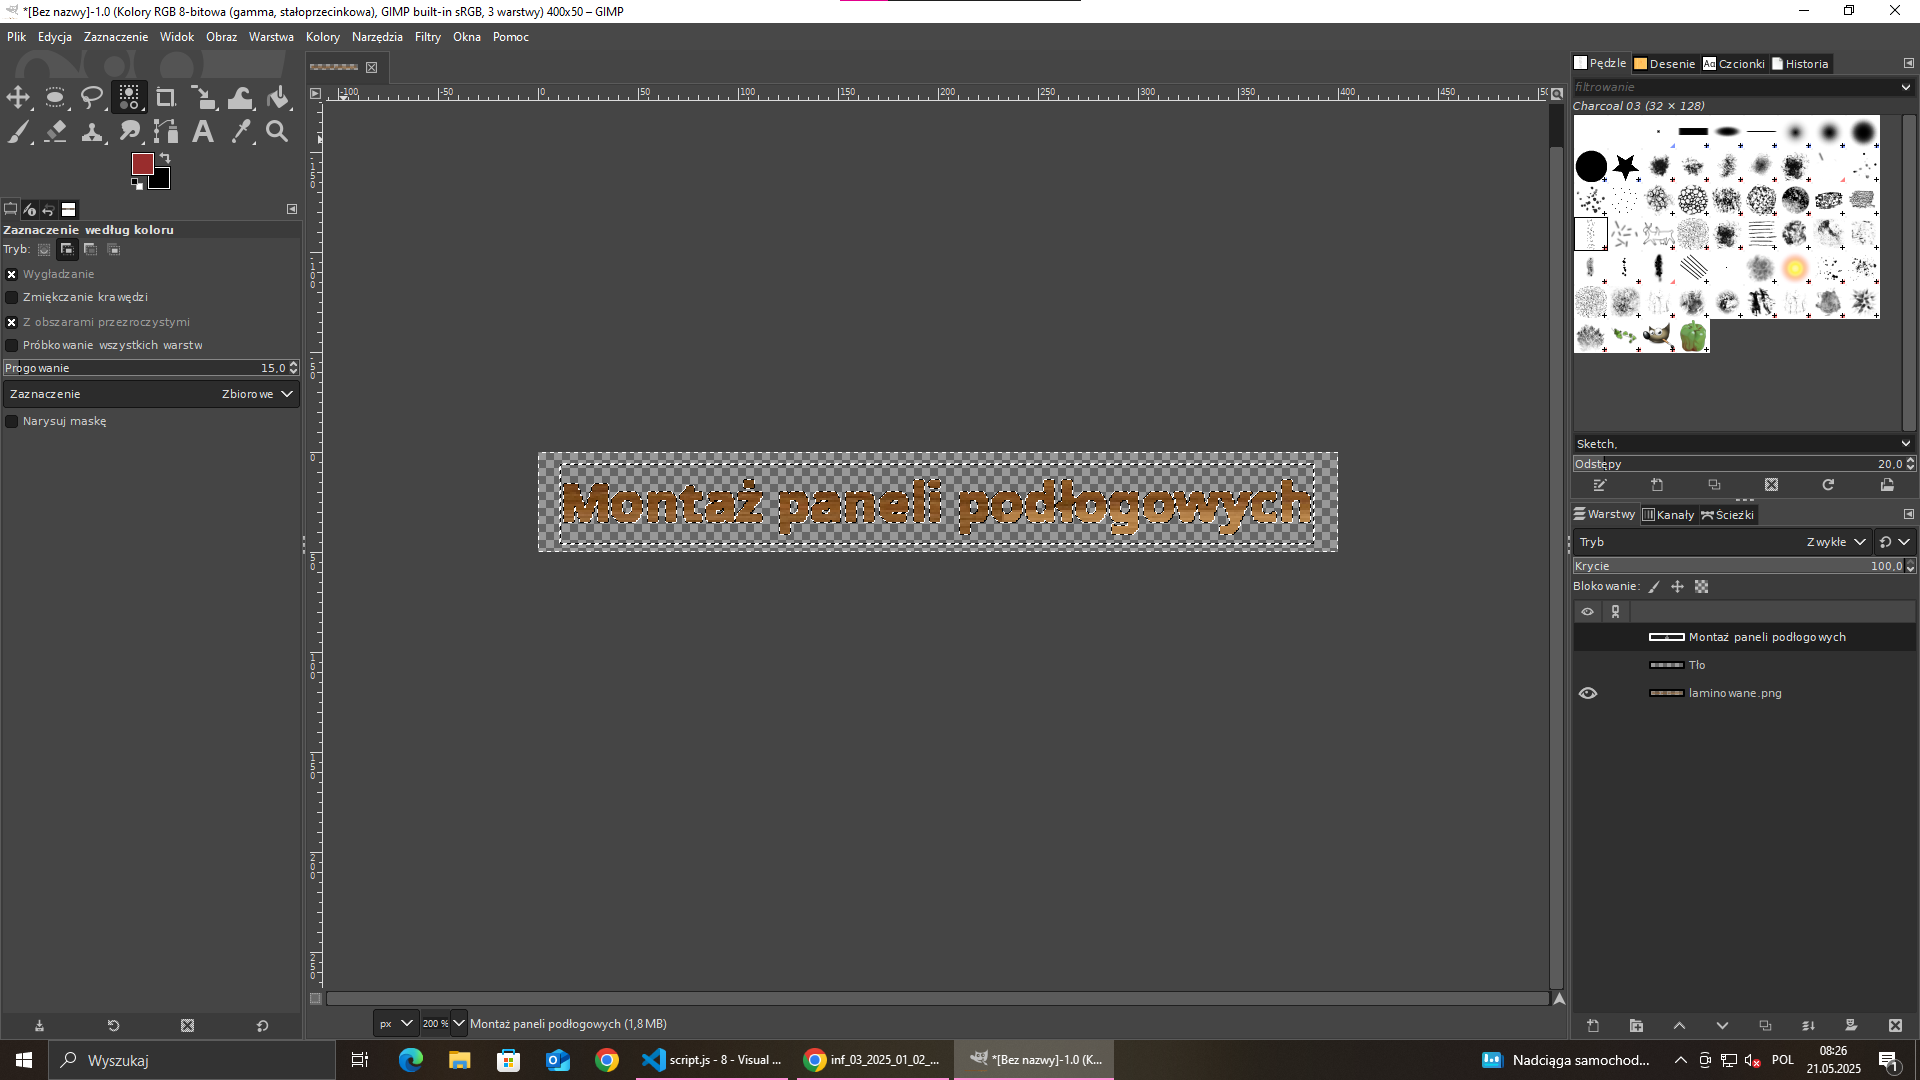 *[Bez nazwy]-1.0 (Kolory RGB 8-bitowa (gamma, stałoprzecinkowa), GIMP built-in sRGB, 3 warstwy) 400x50 – GIMP
Plik Edycja Zaznaczenie Widok Obraz Warstwa Kolory Narzędzia Filtry Okna Pomoc
Pędzle Desenie Aa Czcionki Historia
filtrowanie
Charcoal 03 (32 × 128)
-100 -50 0 50 100 150 200 250 300 350 400 450
Zaznaczenie według koloru
Tryb:
Wygładzanie
Zmiękczanie krawędzi
Z obszarami przezroczystymi
Próbkowanie wszystkich warstw
Progowanie 15,0
Zaznaczenie Zbiorowe
Narysuj maskę
Montaż paneli podłogowych
Sketch,
Odstępy 20,0
Warstwy Kanały Ścieżki
Tryb Zwykłe
Krycie 100,0
Blokowanie:
Montaż paneli podłogowych
Tło
laminowane.png
px 200 % Montaż paneli podłogowych (1,8 MB)
Wyszukaj
script.js - 8 - Visual ...
inf_03_2025_01_02_...
*[Bez nazwy]-1.0 (K...
Nadciąga samochod...
POL
08:26
21.05.2025
1